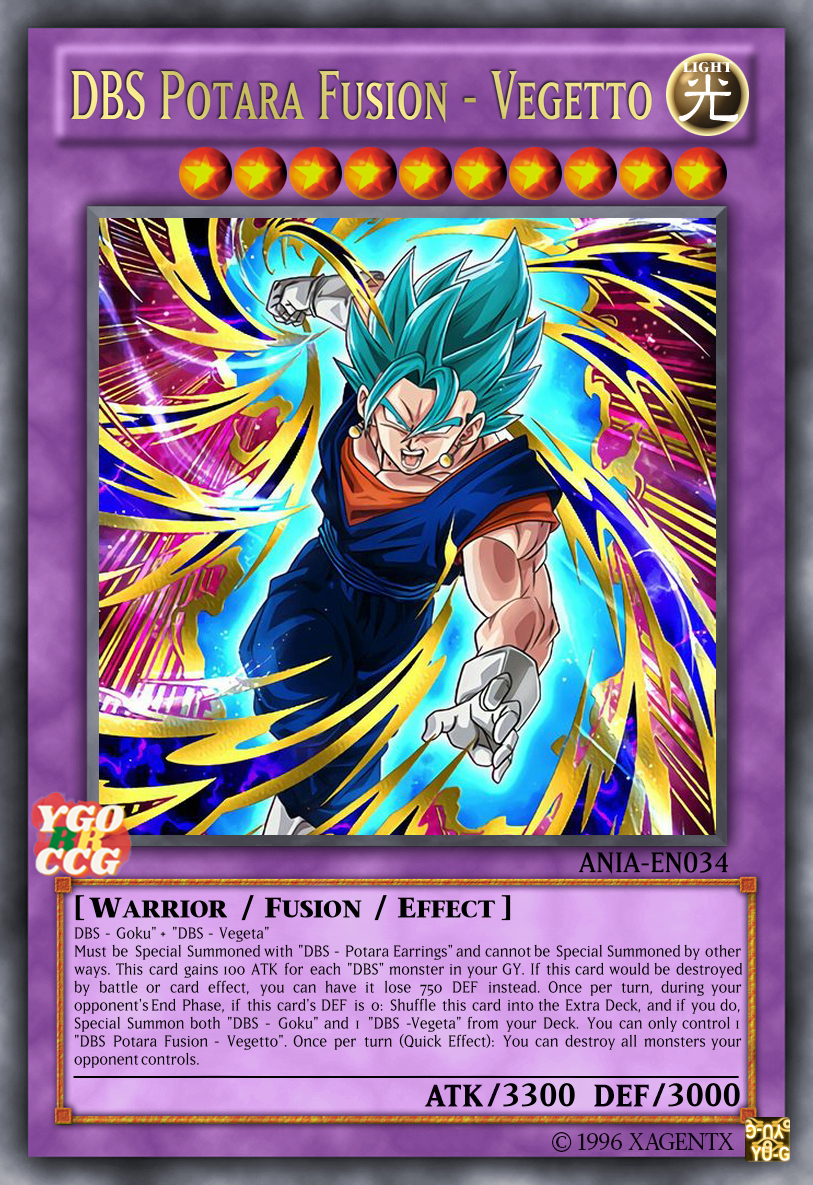 DBS Potara Fusion - Vegetto
LIGHT
光
YGO
RR
CCG
ANIA-EN034
[ Warrior / Fusion / Effect ]
DBS - Goku" + "DBS - Vegeta"
Must be Special Summoned with "DBS - Potara Earrings" and cannot be Special Summoned by other
ways. This card gains 100 ATK for each "DBS" monster in your GY. If this card would be destroyed
by battle or card effect, you can have it lose 750 DEF instead. Once per turn, during your
opponent's End Phase, if this card's DEF is 0: Shuffle this card into the Extra Deck, and if you do,
Special Summon both "DBS - Goku" and 1 "DBS -Vegeta" from your Deck. You can only control 1
"DBS Potara Fusion - Vegetto". Once per turn (Quick Effect): You can destroy all monsters your
opponent controls.
ATK/3300 DEF/3000
© 1996 XAGENTX